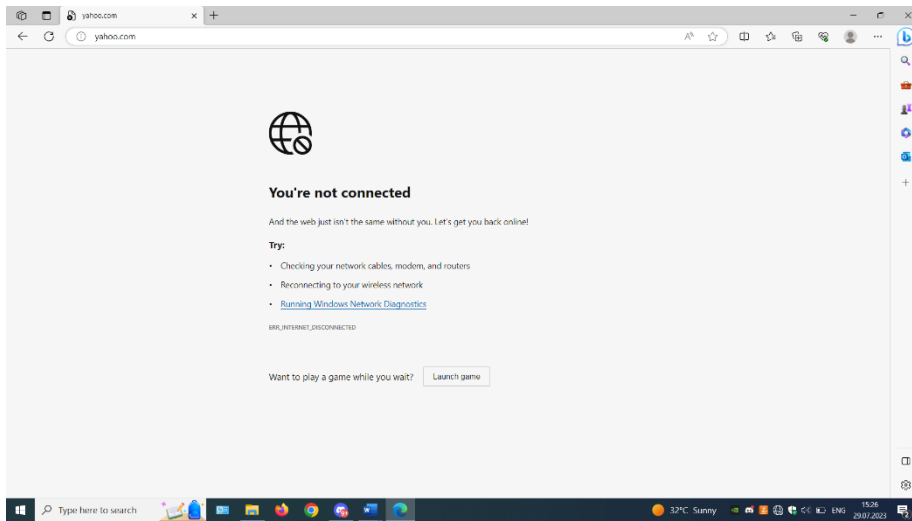 yahoo.com
yahoo.com
You're not connected
And the web just isn't the same without you. Let's get you back online!
Try:
• Checking your network cables, modem, and routers
• Reconnecting to your wireless network
• Running Windows Network Diagnostics
ERR_INTERNET_DISCONNECTED
Want to play a game while you wait? Launch game
Type here to search 32°C Sunny ENG 15:26
29.07.2023